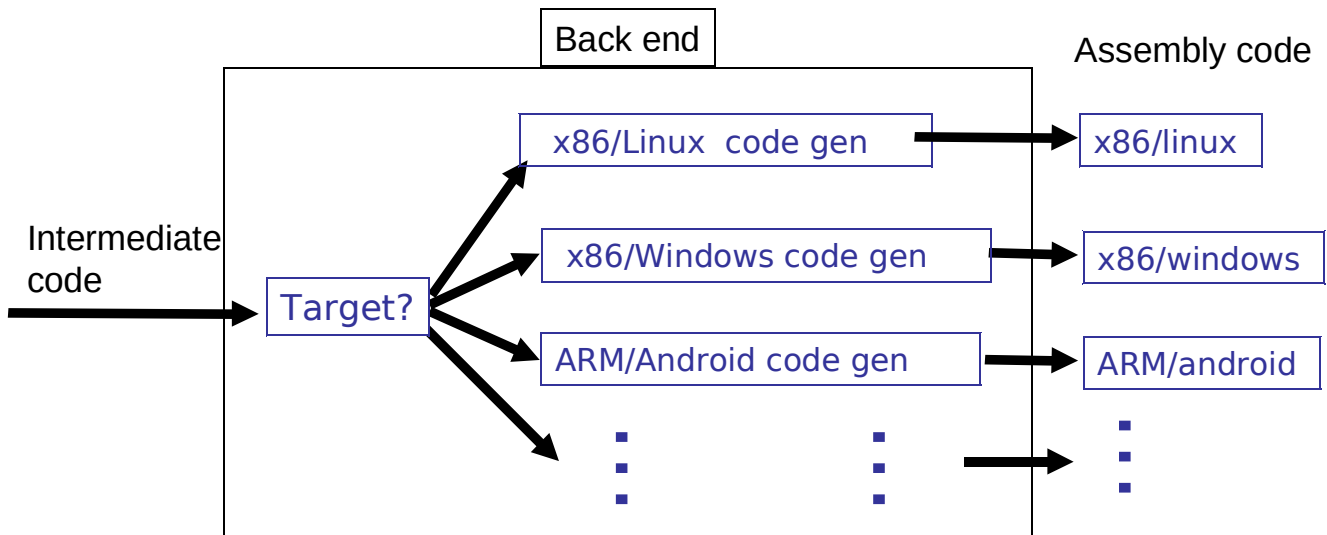 Back end
Assembly code
x86/Linux code gen
x86/linux
Intermediate
code
x86/Windows code gen
x86/windows
Target?
ARM/Android code gen
ARM/android